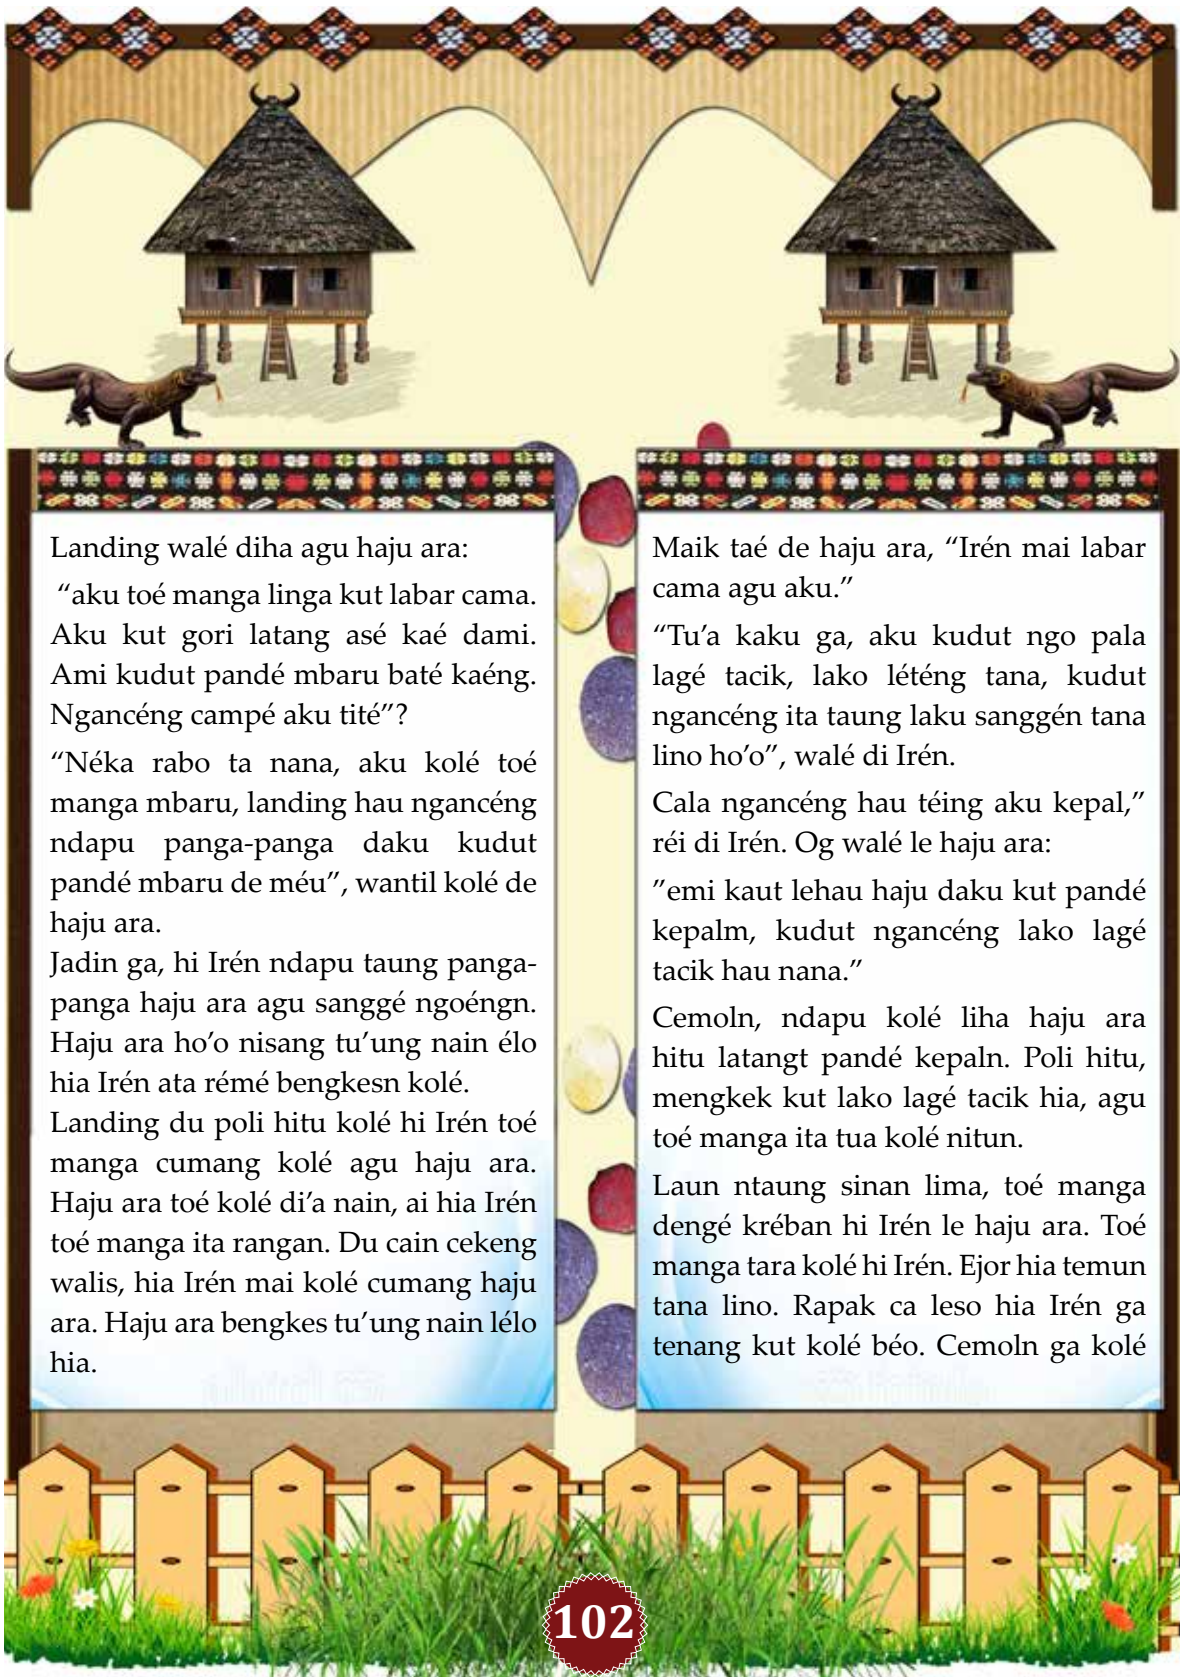 Landing walé diha agu haju ara:
“aku toé manga linga kut labar cama.
Aku kut gori latang asé kaé dami.
Ami kudut pandé mbaru baté kaéng.
Ngancéng campé aku tité”?
“Néka rabo ta nana, aku kolé toé
manga mbaru, landing hau ngancéng
ndapu panga-panga daku kudut
pandé mbaru de méu”, wantil kolé de
haju ara.
Jadin ga, hi Irén ndapu taung panga-
panga haju ara agu sanggé ngoéngn.
Haju ara ho’o nisang tu’ung nain élo
hia Irén ata rémé bengkesn kolé.
Landing du poli hitu kolé hi Irén toé
manga cumang kolé agu haju ara.
Haju ara toé kolé di’a nain, ai hia Irén
toé manga ita rangan. Du cain cekeng
walis, hia Irén mai kolé cumang haju
ara. Haju ara bengkes tu’ung nain lélo
hia.
Maik taé de haju ara, “Irén mai labar
cama agu aku.”
“Tu’a kaku ga, aku kudut ngo pala
lagé tacik, lako léténg tana, kudut
ngancéng ita taung laku sanggén tana
lino ho’o”, walé di Irén.
Cala ngancéng hau téing aku kepal,”
réi di Irén. Og walé le haju ara:
”emi kaut lehau haju daku kut pandé
kepalm, kudut ngancéng lako lagé
tacik hau nana.”
Cemoln, ndapu kolé liha haju ara
hitu latangt pandé kepaln. Poli hitu,
mengkek kut lako lagé tacik hia, agu
toé manga ita tua kolé nitun.
Laun ntaung sinan lima, toé manga
dengé kréban hi Irén le haju ara. Toé
manga tara kolé hi Irén. Ejor hia temun
tana lino. Rapak ca leso hia Irén ga
tenang kut kolé béo. Cemoln ga kolé
102